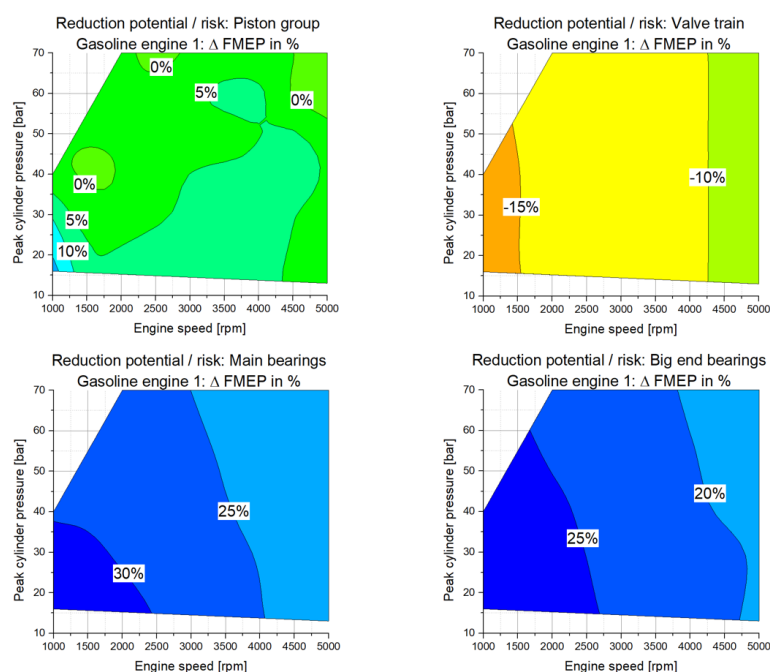 Reduction potential / risk: Piston group
Gasoline engine 1: Δ FMEP in %
Peak cylinder pressure [bar]
70
60
50
40
30
20
10
0%
5%
0%
0%
5%
10%
1000 1500 2000 2500 3000 3500 4000 4500 5000
Engine speed [rpm]
Reduction potential / risk: Valve train
Gasoline engine 1: Δ FMEP in %
Peak cylinder pressure [bar]
70
60
50
40
30
20
10
-10%
-15%
1000 1500 2000 2500 3000 3500 4000 4500 5000
Engine speed [rpm]
Reduction potential / risk: Main bearings
Gasoline engine 1: Δ FMEP in %
Peak cylinder pressure [bar]
70
60
50
40
30
20
10
25%
30%
1000 1500 2000 2500 3000 3500 4000 4500 5000
Engine speed [rpm]
Reduction potential / risk: Big end bearings
Gasoline engine 1: Δ FMEP in %
Peak cylinder pressure [bar]
70
60
50
40
30
20
10
20%
25%
1000 1500 2000 2500 3000 3500 4000 4500 5000
Engine speed [rpm]